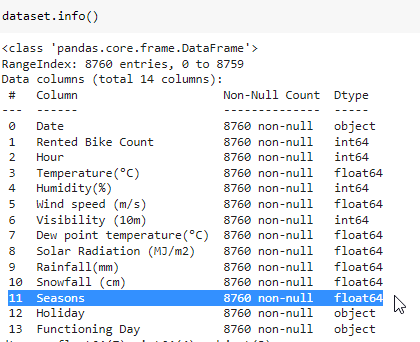 dataset.info()
<class 'pandas.core.frame.DataFrame'>
RangeIndex: 8760 entries, 0 to 8759
Data columns (total 14 columns):
 #   Column                     Non-Null Count  Dtype
---  ------                     --------------  -----
 0   Date                       8760 non-null   object
 1   Rented Bike Count          8760 non-null   int64
 2   Hour                       8760 non-null   int64
 3   Temperature(°C)            8760 non-null   float64
 4   Humidity(%)                8760 non-null   int64
 5   Wind speed (m/s)           8760 non-null   float64
 6   Visibility (10m)           8760 non-null   int64
 7   Dew point temperature(°C)  8760 non-null   float64
 8   Solar Radiation (MJ/m2)    8760 non-null   float64
 9   Rainfall(mm)               8760 non-null   float64
 10  Snowfall (cm)              8760 non-null   float64
 11  Seasons                    8760 non-null   float64
 12  Holiday                    8760 non-null   object
 13  Functioning Day            8760 non-null   object